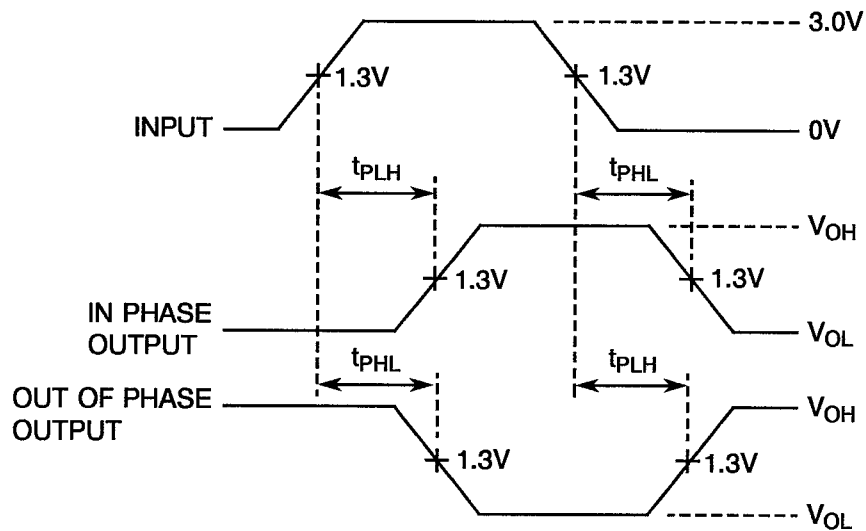 3.0V
1.3V
1.3V
INPUT
0V
tPLH
tPHL
VOH
1.3V
1.3V
IN PHASE
OUTPUT
VOL
tPHL
tPLH
OUT OF PHASE
OUTPUT
VOH
1.3V
1.3V
VOL